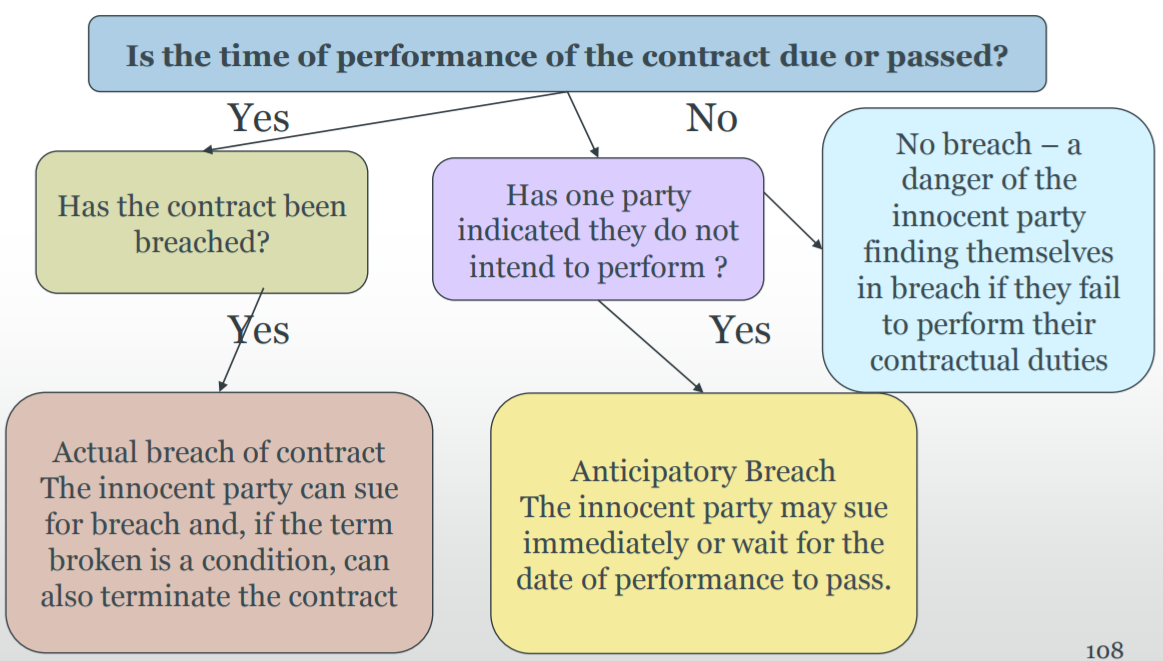 Is the time of performance of the contract due or passed?
Yes
No
Has the contract been
breached?
Has one party
indicated they do not
intend to perform ?
No breach – a
danger of the
innocent party
finding themselves
in breach if they fail
to perform their
contractual duties
Yes
Yes
Actual breach of contract
The innocent party can sue
for breach and, if the term
broken is a condition, can
also terminate the contract
Anticipatory Breach
The innocent party may sue
immediately or wait for the
date of performance to pass.
108